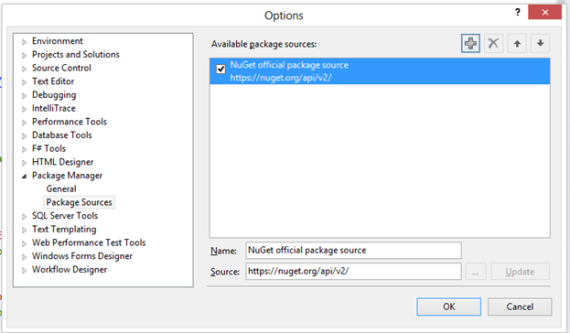 Options
?
Environment
Projects and Solutions
Source Control
Text Editor
Debugging
IntelliTrace
Performance Tools
Database Tools
F# Tools
HTML Designer
Package Manager
General
Package Sources
SQL Server Tools
Text Templating
Web Performance Test Tools
Windows Forms Designer
Workflow Designer
Available package sources:
NuGet official package source
https://nuget.org/api/v2/
Name: NuGet official package source
Source: https://nuget.org/api/v2/ ... Update
OK Cancel